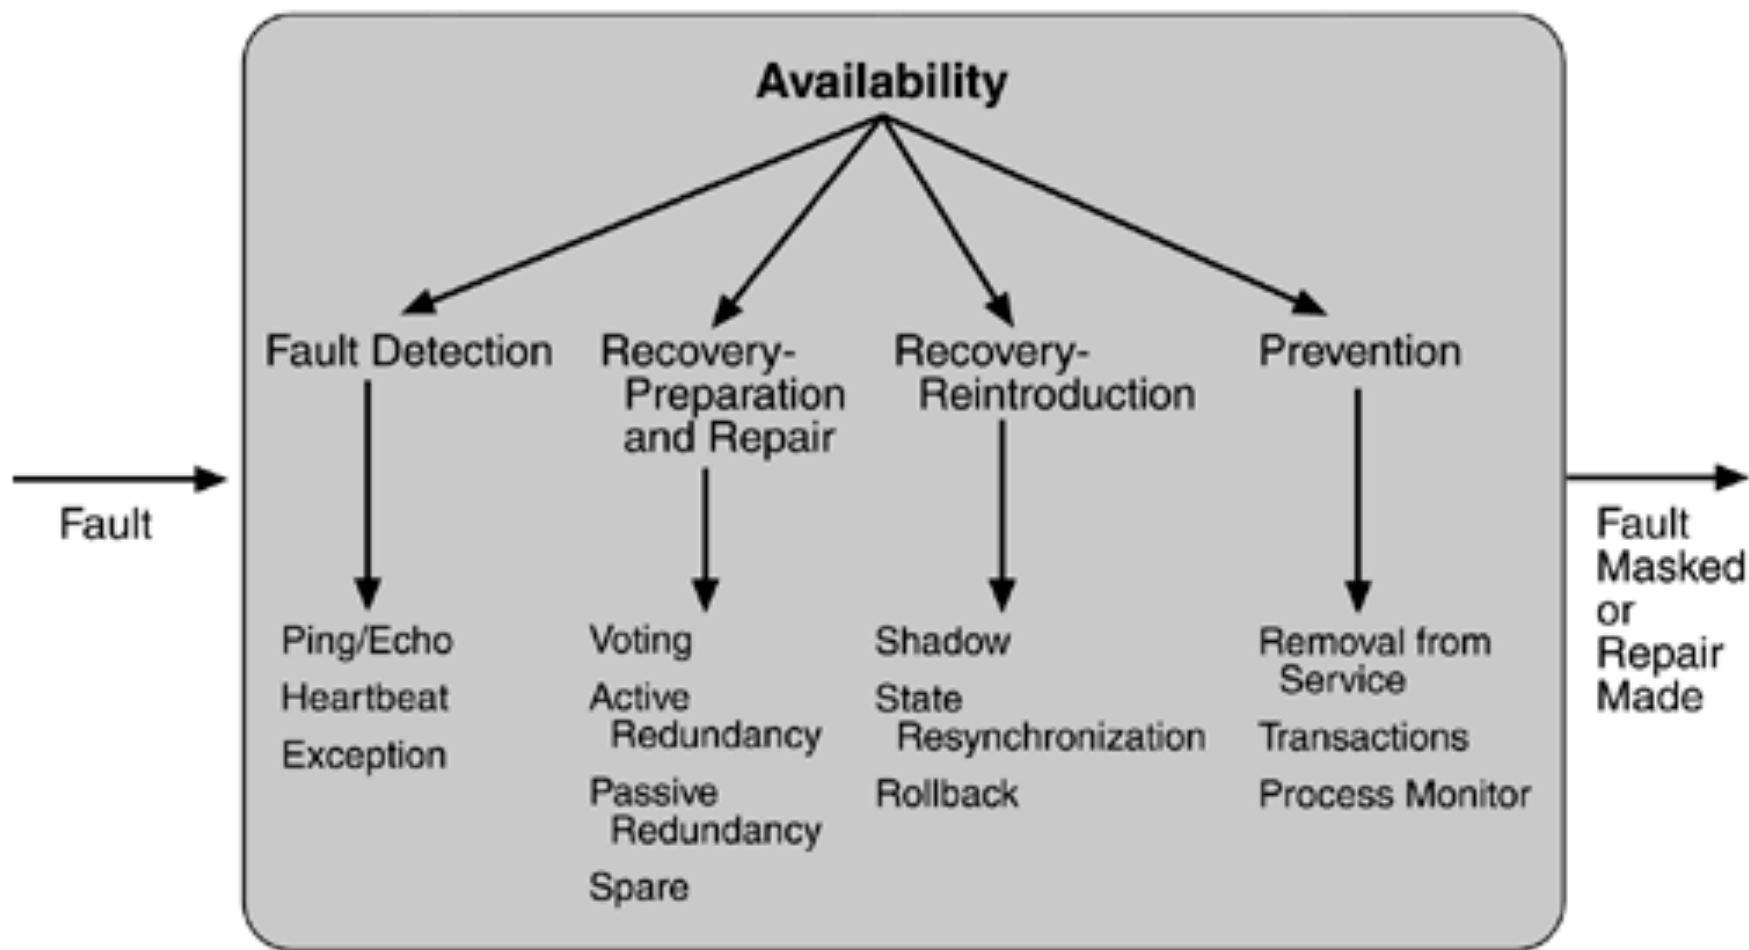 Availability
Fault Detection
Recovery-
Preparation
and Repair
Recovery-
Reintroduction
Prevention
Fault
Fault
Masked
or
Repair
Made
Ping/Echo
Heartbeat
Exception
Voting
Active
Redundancy
Passive
Redundancy
Spare
Shadow
State
Resynchronization
Rollback
Removal from
Service
Transactions
Process Monitor